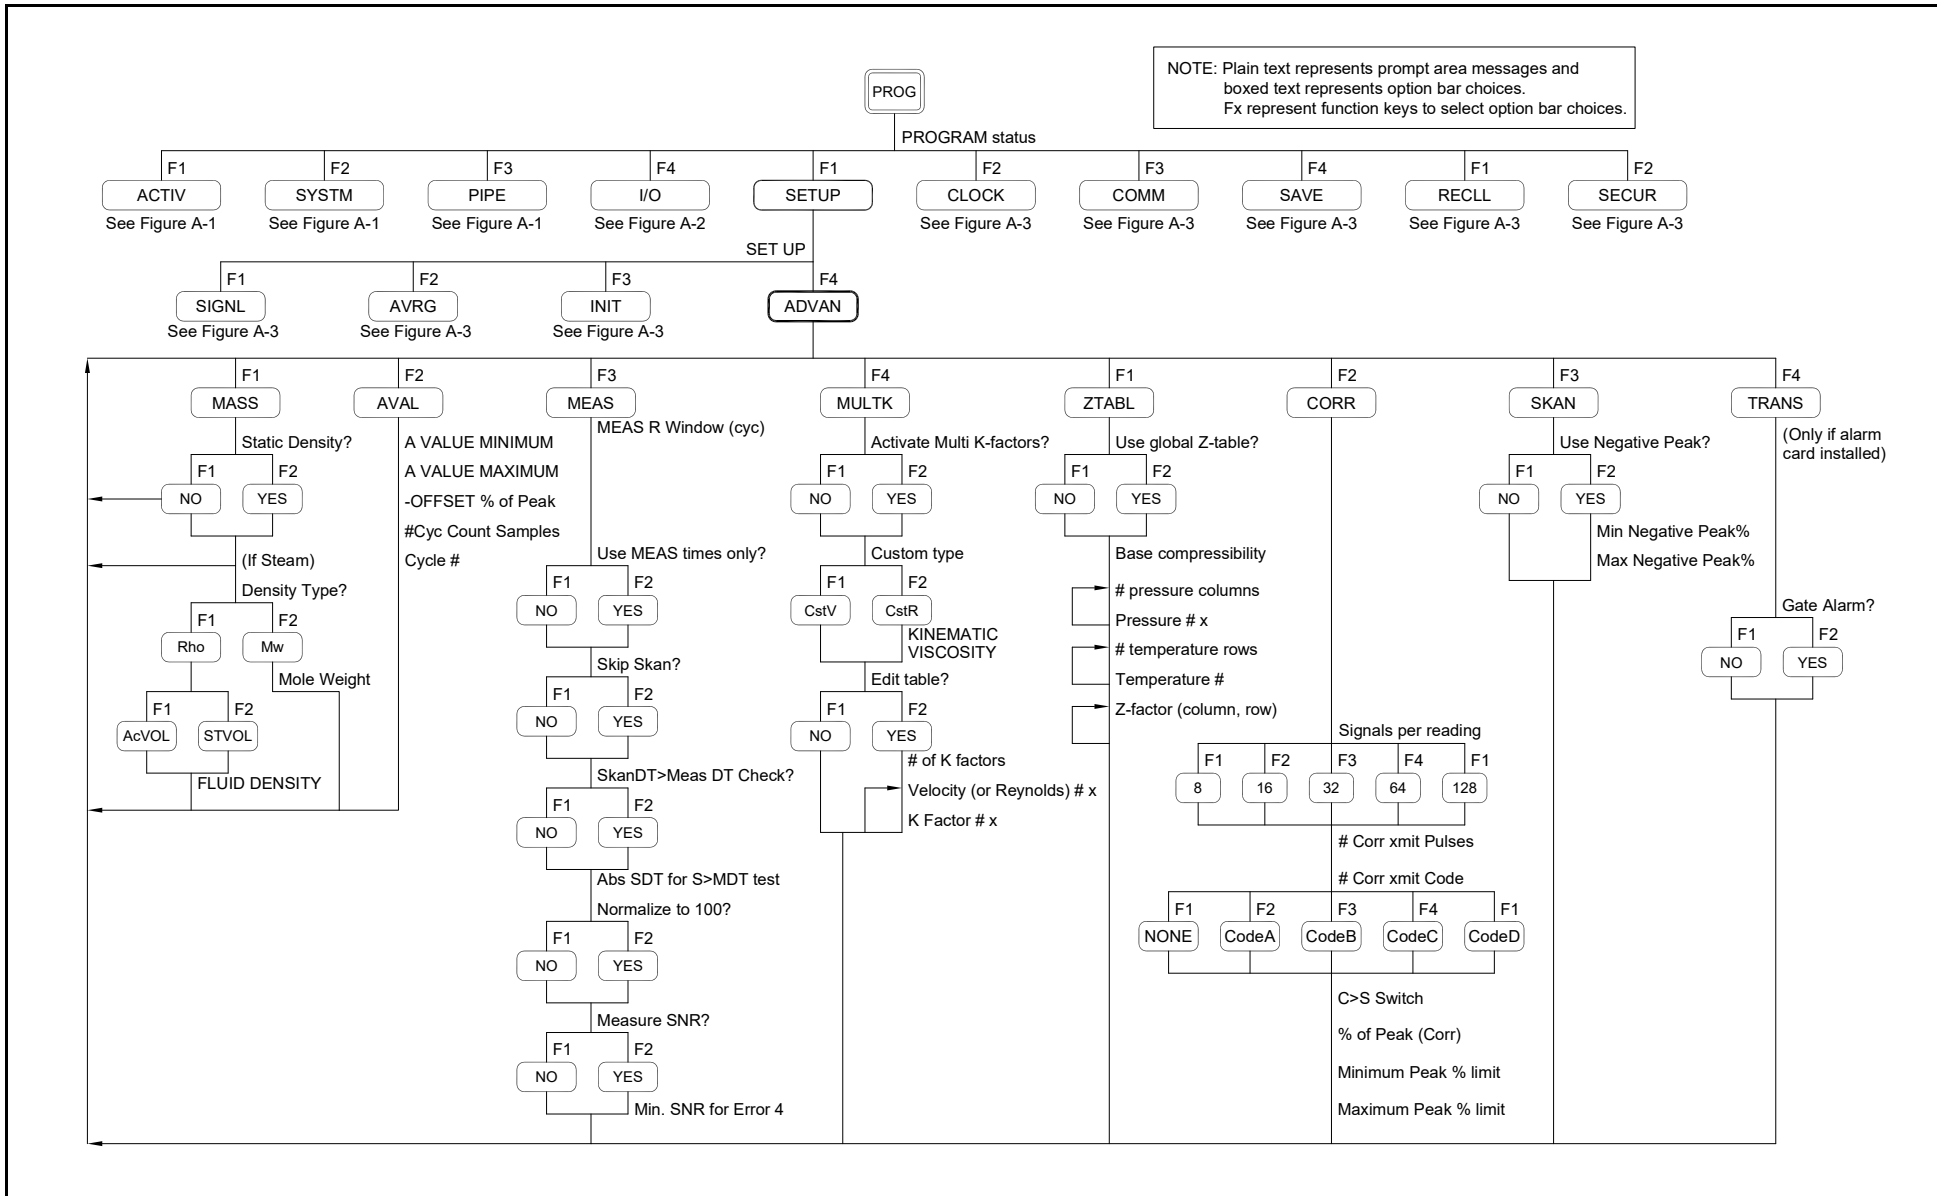 NOTE: Plain text represents prompt area messages and
boxed text represents option bar choices.
Fx represent function keys to select option bar choices.
PROG
PROGRAM status
F1 F2 F3 F4 F1 F2 F3 F4 F1 F2
ACTIV SYSTM PIPE I/O SETUP CLOCK COMM SAVE RECLL SECUR
See Figure A-1 See Figure A-1 See Figure A-1 See Figure A-2 See Figure A-3 See Figure A-3 See Figure A-3 See Figure A-3 See Figure A-3
SET UP
F1 F2 F3 F4
SIGNL AVRG INIT ADVAN
See Figure A-3 See Figure A-3 See Figure A-3
F1
MASS
Static Density?
F1 F2
NO YES
(If Steam)
Density Type?
F1 F2
Rho Mw
Mole Weight
F1 F2
AcVOL STVOL
FLUID DENSITY
F2
AVAL
A VALUE MINIMUM
A VALUE MAXIMUM
-OFFSET % of Peak
#Cyc Count Samples
Cycle #
F3
MEAS
MEAS R Window (cyc)
Use MEAS times only?
F1 F2
NO YES
Skip Skan?
F1 F2
NO YES
SkanDT>Meas DT Check?
F1 F2
NO YES
Abs SDT for S>MDT test
Normalize to 100?
F1 F2
NO YES
Measure SNR?
F1 F2
NO YES
Min. SNR for Error 4
F4
MULTK
Activate Multi K-factors?
F1 F2
NO YES
Custom type
F1 F2
CstV CstR
KINEMATIC
VISCOSITY
Edit table?
F1 F2
NO YES
# of K factors
Velocity (or Reynolds) # x
K Factor # x
F1
ZTABL
Use global Z-table?
F1 F2
NO YES
Base compressibility
# pressure columns
Pressure # x
# temperature rows
Temperature #
Z-factor (column, row)
F2
CORR
Signals per reading
F1 F2 F3 F4 F1
8 16 32 64 128
# Corr xmit Pulses
# Corr xmit Code
F1 F2 F3 F4 F1
NONE CodeA CodeB CodeC CodeD
C>S Switch
% of Peak (Corr)
Minimum Peak % limit
Maximum Peak % limit
F3
SKAN
Use Negative Peak?
F1 F2
NO YES
Min Negative Peak%
Max Negative Peak%
F4
TRANS
(Only if alarm
card installed)
Gate Alarm?
F1 F2
NO YES